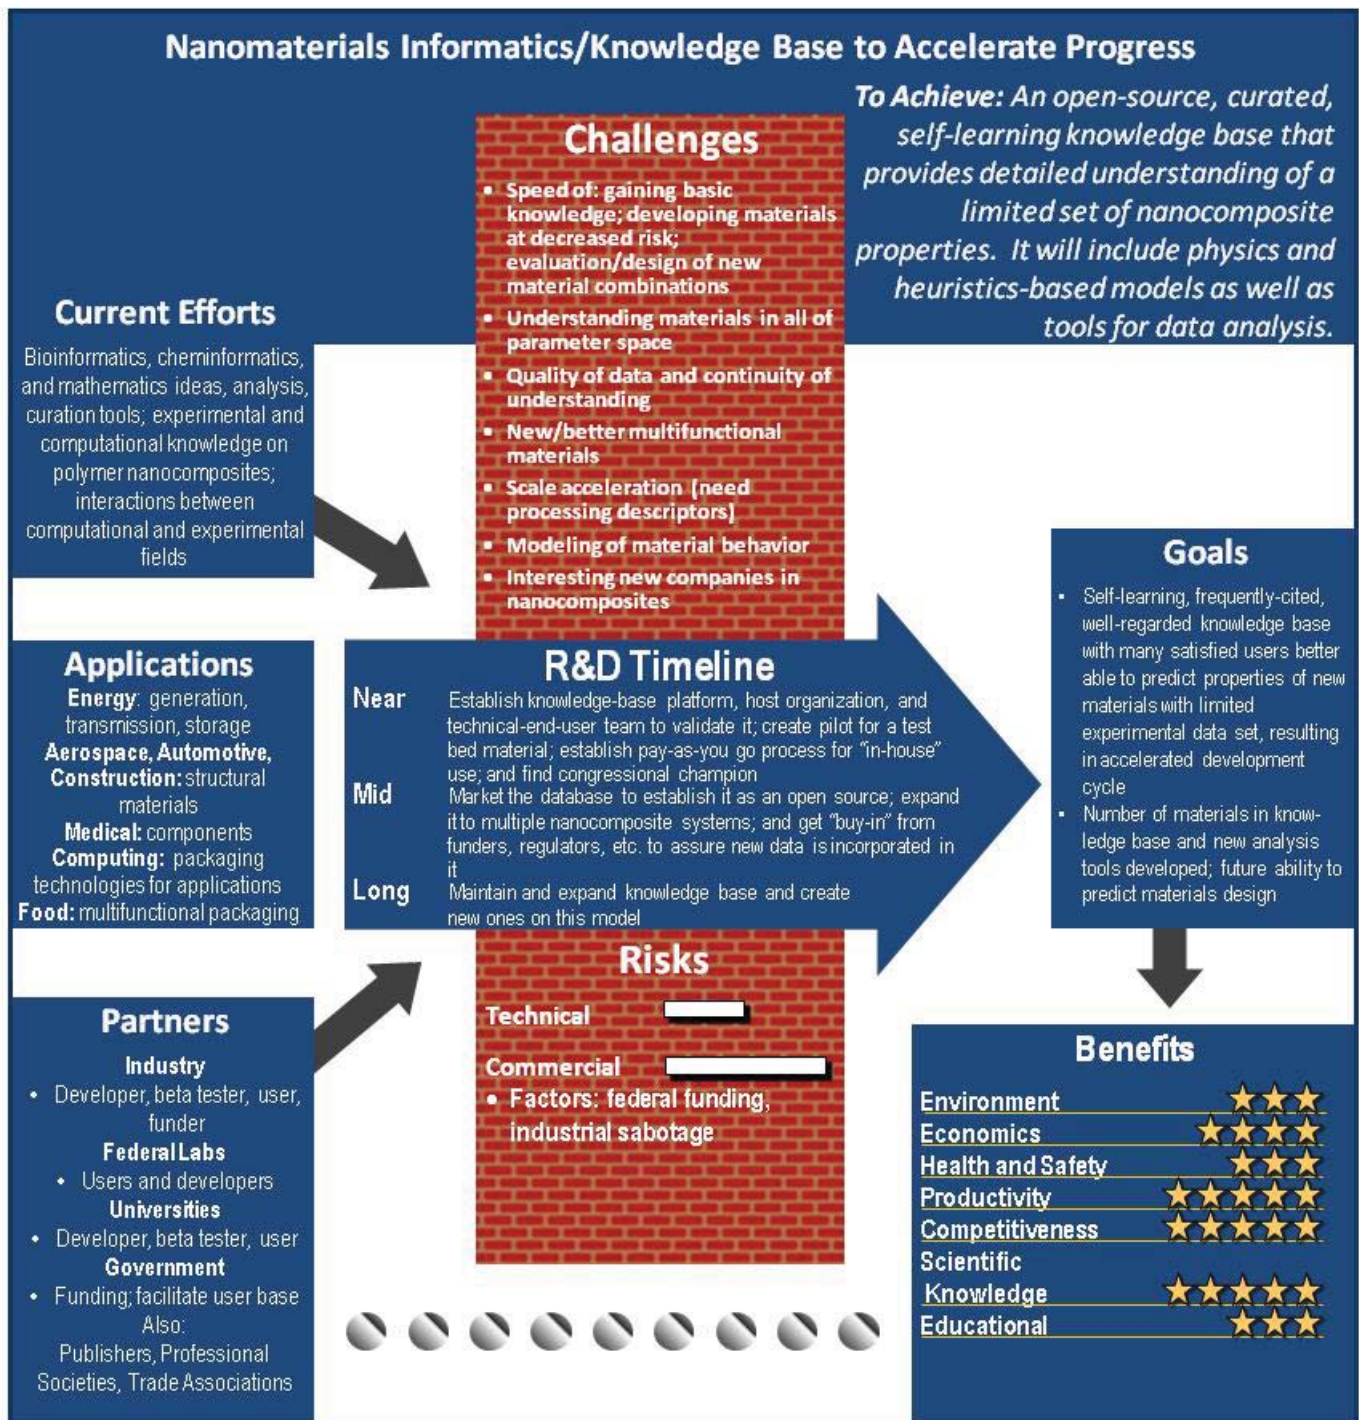 Nanomaterials Informatics/Knowledge Base to Accelerate Progress
To Achieve: An open-source, curated,
self-learning knowledge base that
provides detailed understanding of a
limited set of nanocomposite
properties. It will include physics and
heuristics-based models as well as
tools for data analysis.
Challenges
• Speed of: gaining basic
knowledge; developing materials
at decreased risk;
evaluation/design of new
material combinations
• Understanding materials in all of
parameter space
• Quality of data and continuity of
understanding
• New/better multifunctional
materials
• Scale acceleration (need
processing descriptors)
• Modeling of material behavior
• Interesting new companies in
nanocomposites
Current Efforts
Bioinformatics, cheminformatics,
and mathematics ideas, analysis,
curation tools; experimental and
computational knowledge on
polymer nanocomposites;
interactions between
computational and experimental
fields
Applications
Energy: generation,
transmission, storage
Aerospace, Automotive,
Construction: structural
materials
Medical: components
Computing: packaging
technologies for applications
Food: multifunctional packaging
R&D Timeline
Near Establish knowledge-base platform, host organization, and
technical-end-user team to validate it; create pilot for a test
bed material; establish pay-as-you go process for "in-house"
use; and find congressional champion
Mid Market the database to establish it as an open source; expand
it to multiple nanocomposite systems; and get "buy-in" from
funders, regulators, etc. to assure new data is incorporated in
it
Long Maintain and expand knowledge base and create
new ones on this model
Goals
• Self-learning, frequently-cited,
well-regarded knowledge base
with many satisfied users better
able to predict properties of new
materials with limited
experimental data set, resulting
in accelerated development
cycle
• Number of materials in know-
ledge base and new analysis
tools developed; future ability to
predict materials design
Partners
Industry
• Developer, beta tester, user,
funder
Federal Labs
• Users and developers
Universities
• Developer, beta tester, user
Government
• Funding; facilitate user base
Also:
Publishers, Professional
Societies, Trade Associations
Risks
Technical
Commercial
• Factors: federal funding,
industrial sabotage
Benefits
Environment
Economics
Health and Safety
Productivity
Competitiveness
Scientific
Knowledge
Educational